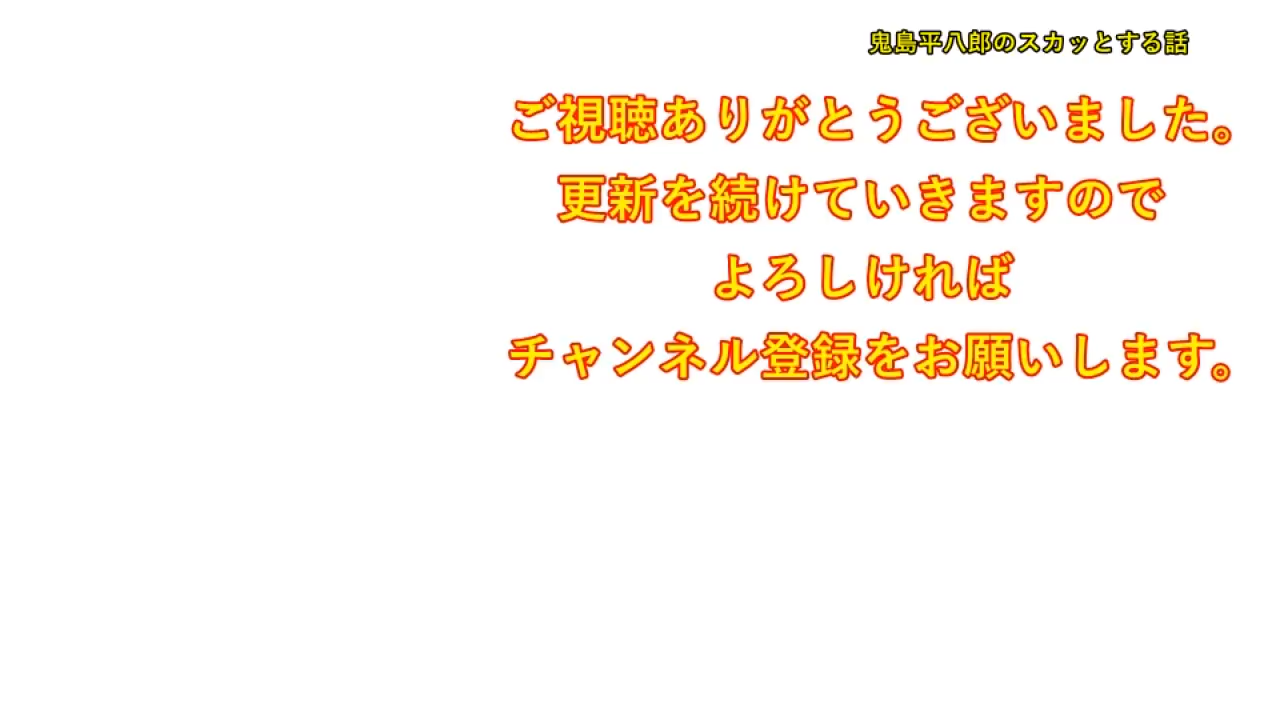 鬼島平八郎のスカッとする話
ご視聴ありがとうございました。
更新を続けていきますので
よろしければ
チャンネル登録をお願いします。